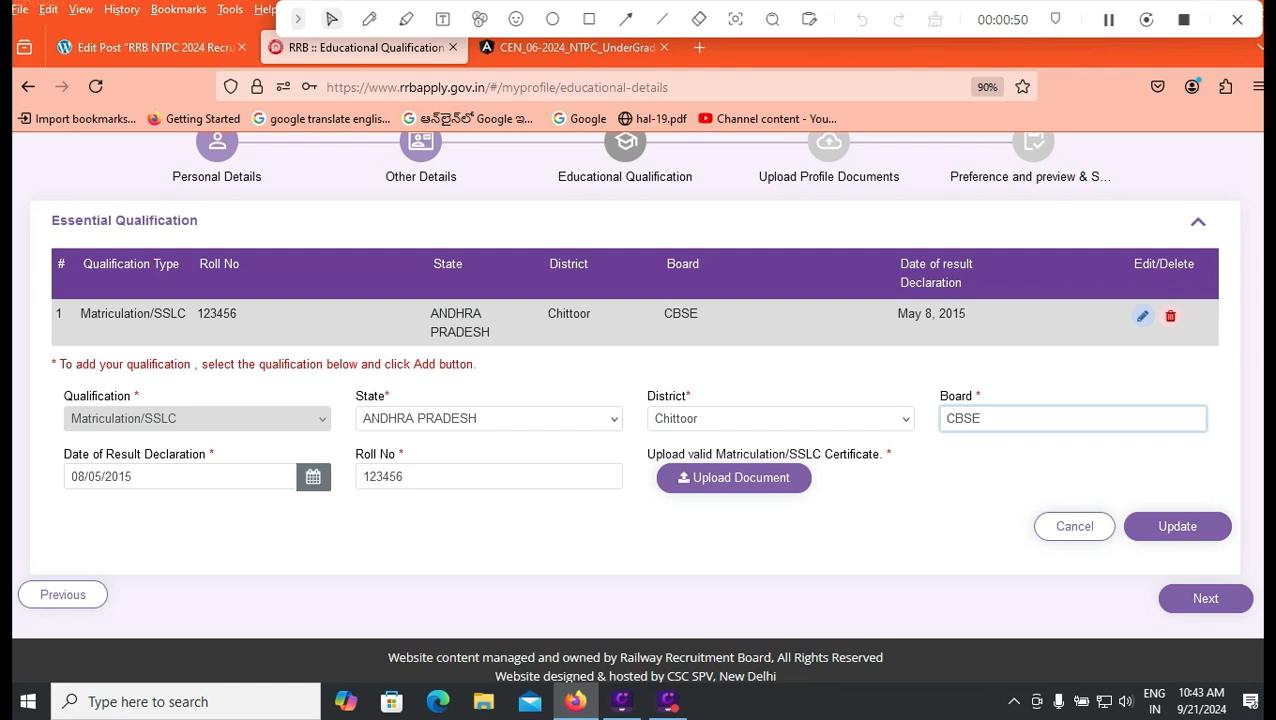 File Edit View History Bookmarks Tools
00:00:50
Edit Post "RRB NTPC 2024 Recru
RRB :: Educational Qualification
CEN_06-2024_NTPC_UnderGrad
https://www.rrbapply.gov.in/#/myprofile/educational-details
90%
Import bookmarks...
Getting Started
google translate englis...
ఆన్‌లైన్‌లో Google ఇ...
Google
hal-19.pdf
Channel content - You...
Personal Details
Other Details
Educational Qualification
Upload Profile Documents
Preference and preview & S...
Essential Qualification
# Qualification Type Roll No State District Board Date of result Declaration Edit/Delete
1 Matriculation/SSLC 123456 ANDHRA PRADESH Chittoor CBSE May 8, 2015
* To add your qualification , select the qualification below and click Add button.
Qualification * State* District* Board *
Matriculation/SSLC ANDHRA PRADESH Chittoor CBSE
Date of Result Declaration * Roll No * Upload valid Matriculation/SSLC Certificate. *
08/05/2015 123456 Upload Document
Cancel Update
Previous
Next
Website content managed and owned by Railway Recruitment Board, All Rights Reserved
Website designed & hosted by CSC SPV, New Delhi
Type here to search
ENG
IN
10:43 AM
9/21/2024